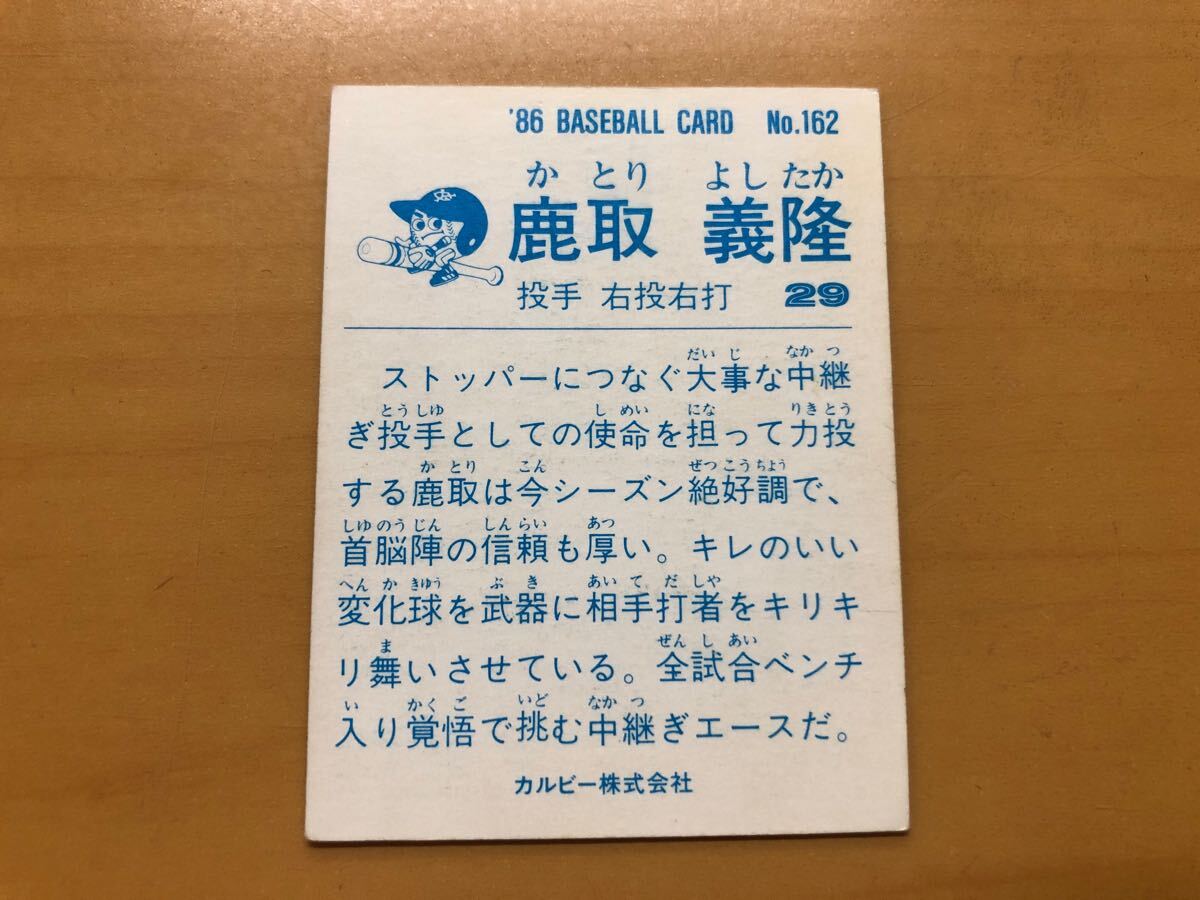 '86 BASEBALL CARD No.162
か とり よし たか
鹿取 義隆
投手 右投右打 29
だい じ なか つ
ストッパーにつなぐ大事な中継
とう しゆ し めい にな りき とう
ぎ投手としての使命を担って力投
か とり こん ぜつ こう ちよう
する鹿取は今シーズン絶好調で、
しゆ のう じん しん らい あつ
首脳陣の信頼も厚い。キレのいい
へん か きゆう ぶ き あい て だ しや
変化球を武器に相手打者をキリキ
ま ぜん し あい
リ舞いさせている。全試合ベンチ
い かく ご いど なか つ
入り覚悟で挑む中継ぎエースだ。
カルビー株式会社